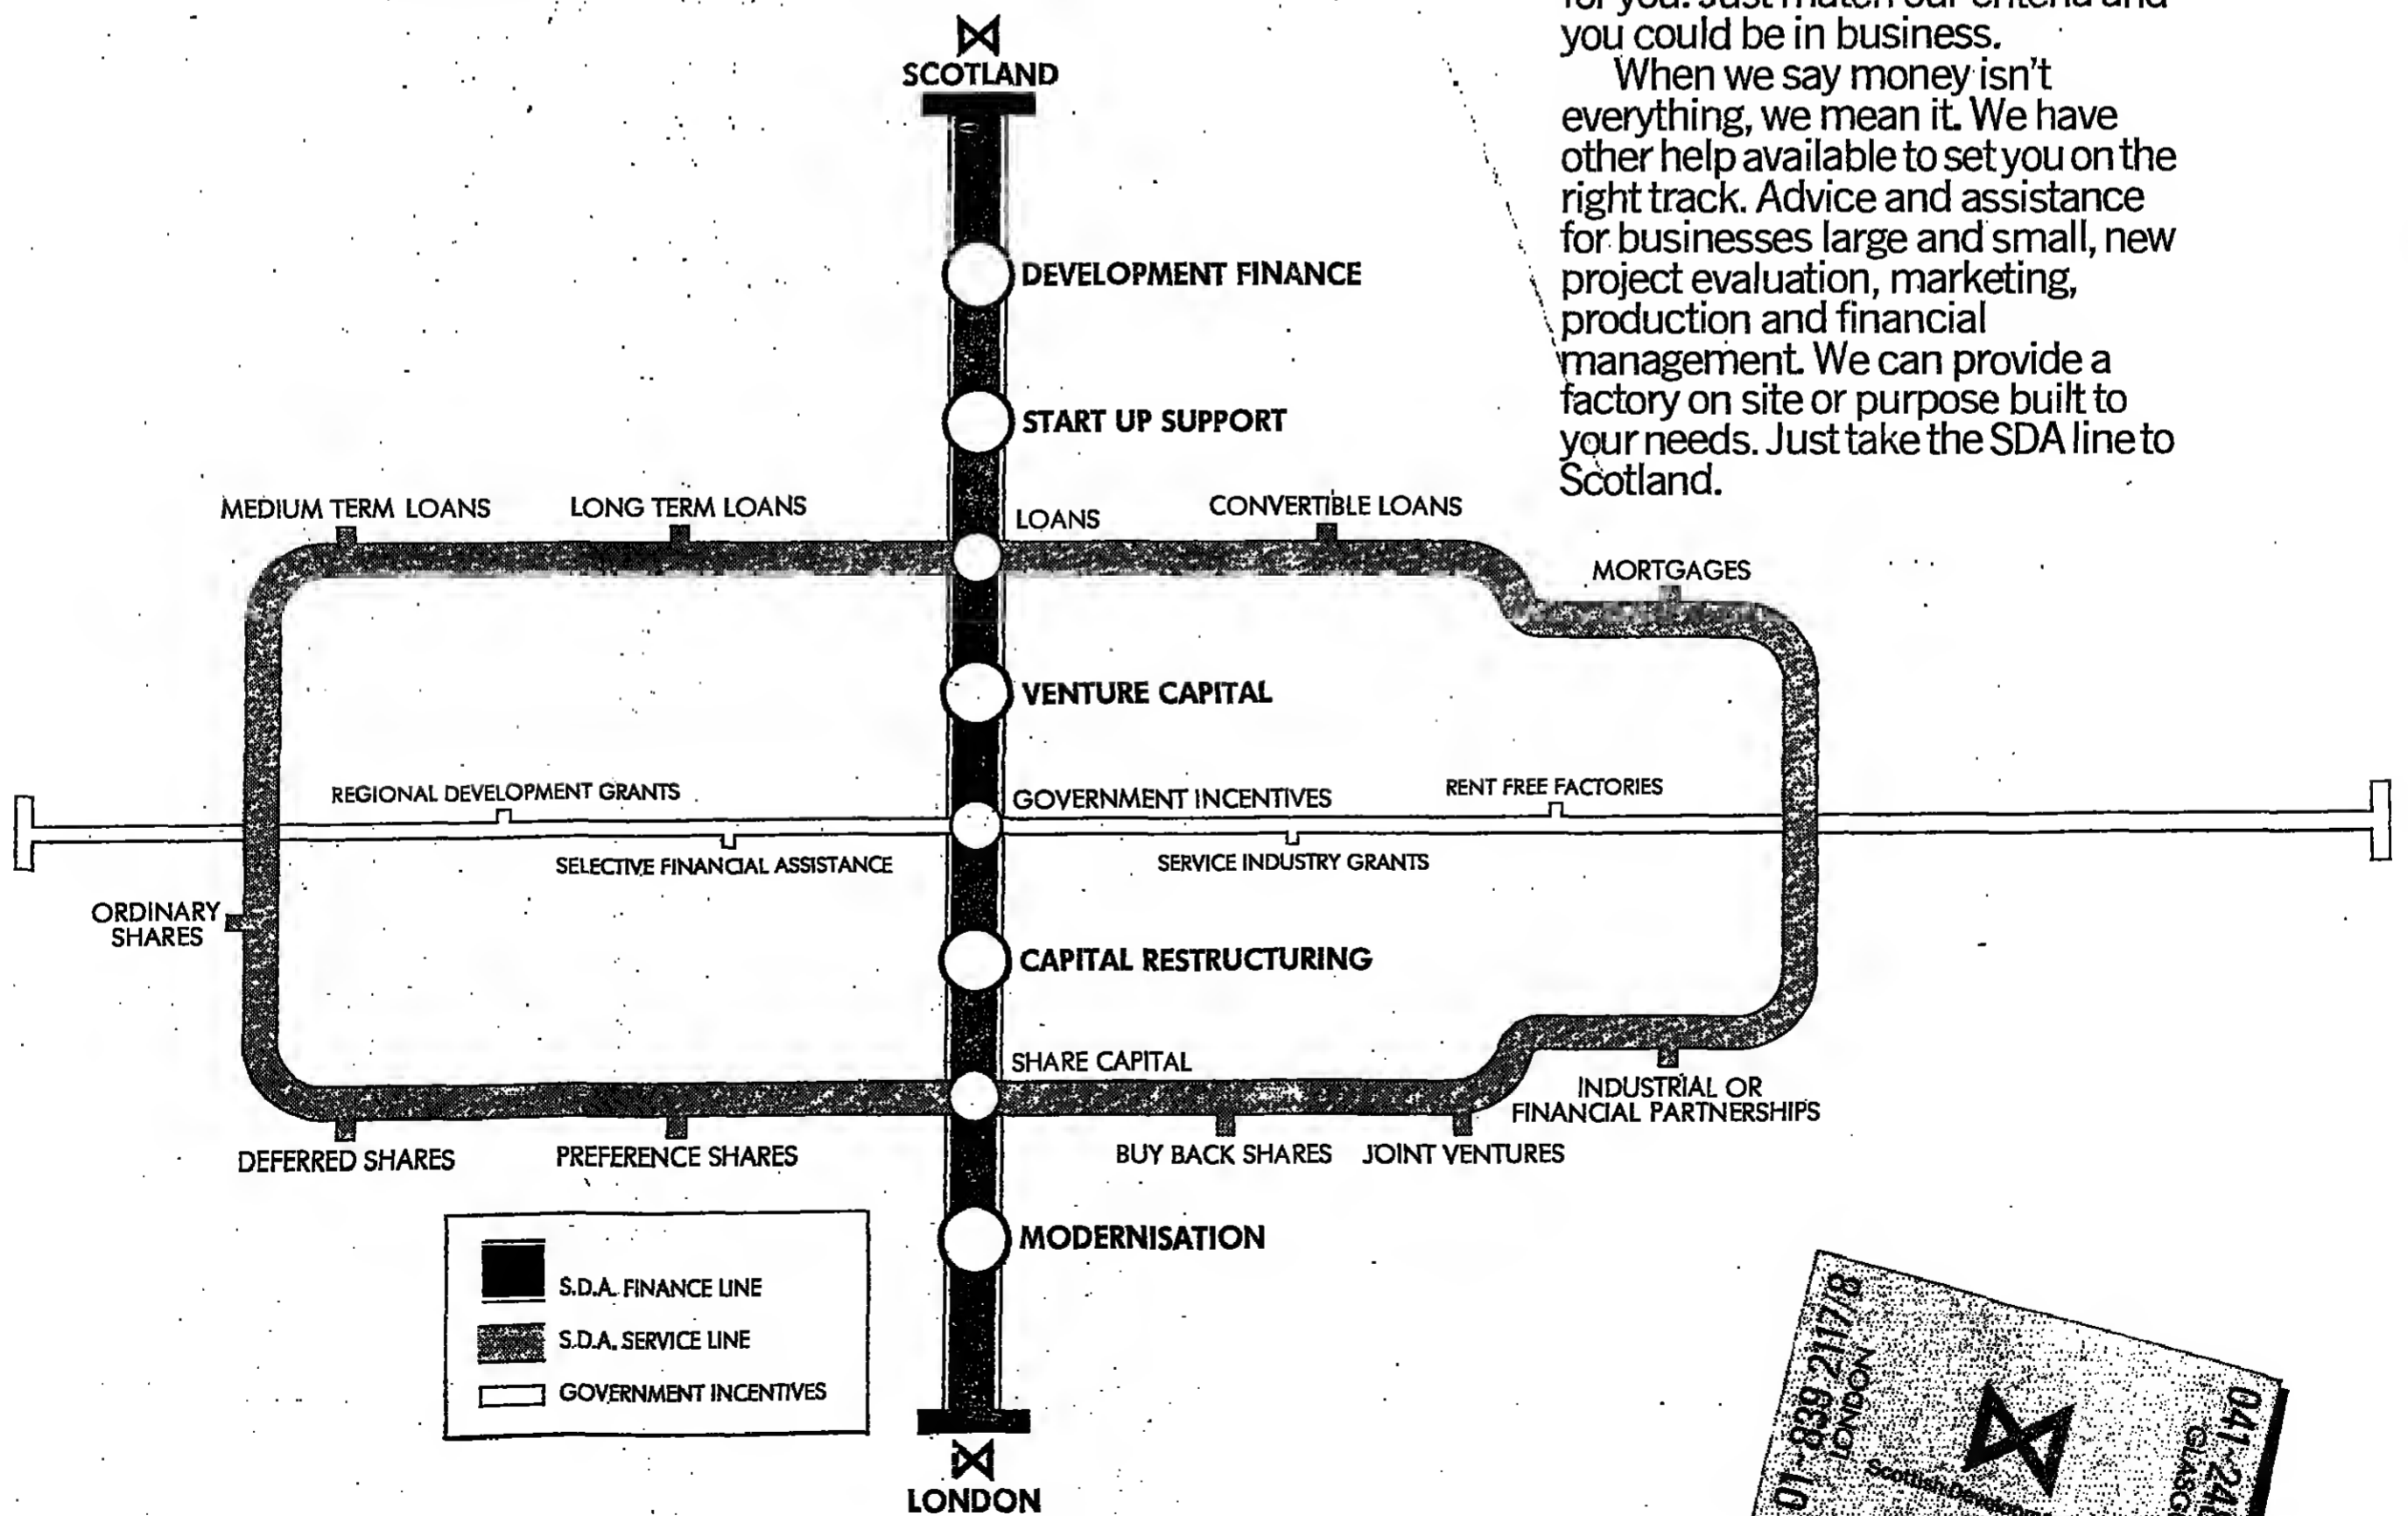 you could be in business.
When we say money isn't
everything, we mean it. We have
other help available to set you on the
right track. Advice and assistance
for businesses large and small, new
project evaluation, marketing,
production and financial
management. We can provide a
factory on site or purpose built to
your needs. Just take the SDA line to
Scotland.
SCOTLAND
DEVELOPMENT FINANCE
START UP SUPPORT
MEDIUM TERM LOANS
LONG TERM LOANS
LOANS
CONVERTIBLE LOANS
MORTGAGES
VENTURE CAPITAL
REGIONAL DEVELOPMENT GRANTS
GOVERNMENT INCENTIVES
RENT FREE FACTORIES
SELECTIVE FINANCIAL ASSISTANCE
SERVICE INDUSTRY GRANTS
ORDINARY
SHARES
CAPITAL RESTRUCTURING
SHARE CAPITAL
INDUSTRIAL OR
FINANCIAL PARTNERSHIPS
DEFERRED SHARES
PREFERENCE SHARES
BUY BACK SHARES
JOINT VENTURES
MODERNISATION
S.D.A. FINANCE LINE
S.D.A. SERVICE LINE
GOVERNMENT INCENTIVES
LONDON
01-839 2117/8
LONDON
Scottish
041-24